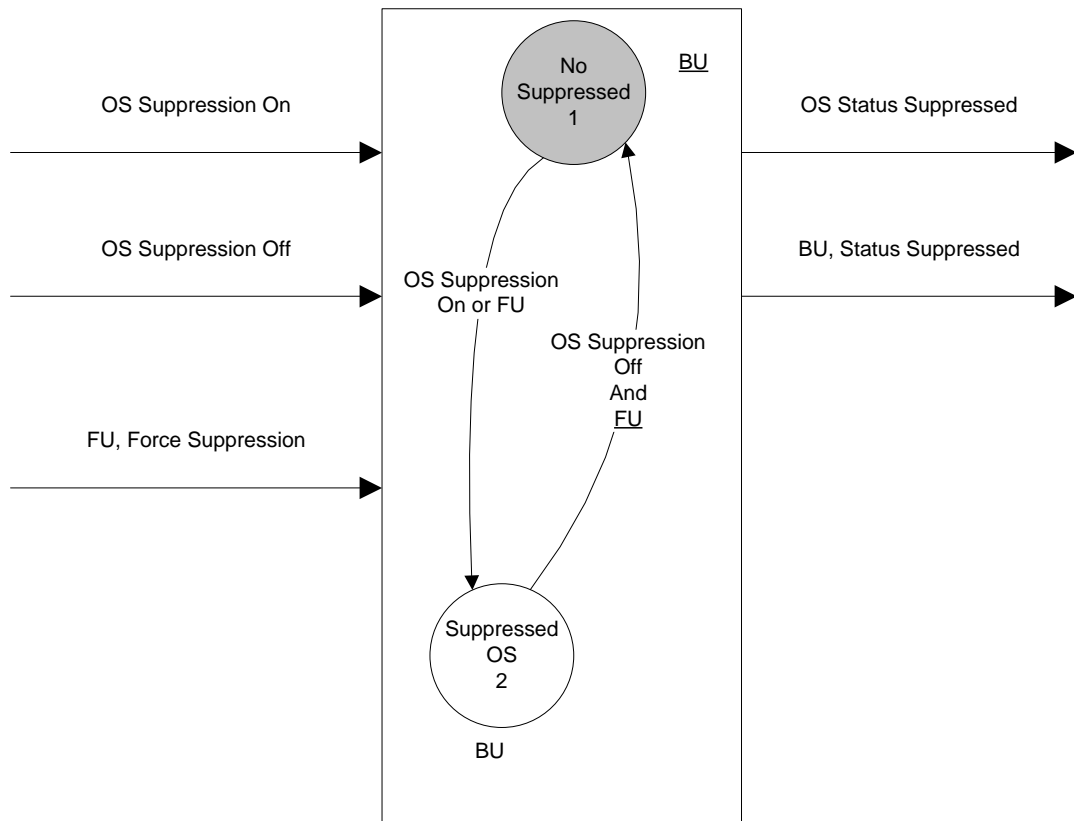 No
Suppressed
1
BU
OS Suppression On
OS Status Suppressed
OS Suppression Off
BU, Status Suppressed
OS Suppression
On or FU
OS Suppression
Off
And
FU
FU, Force Suppression
Suppressed
OS
2
BU